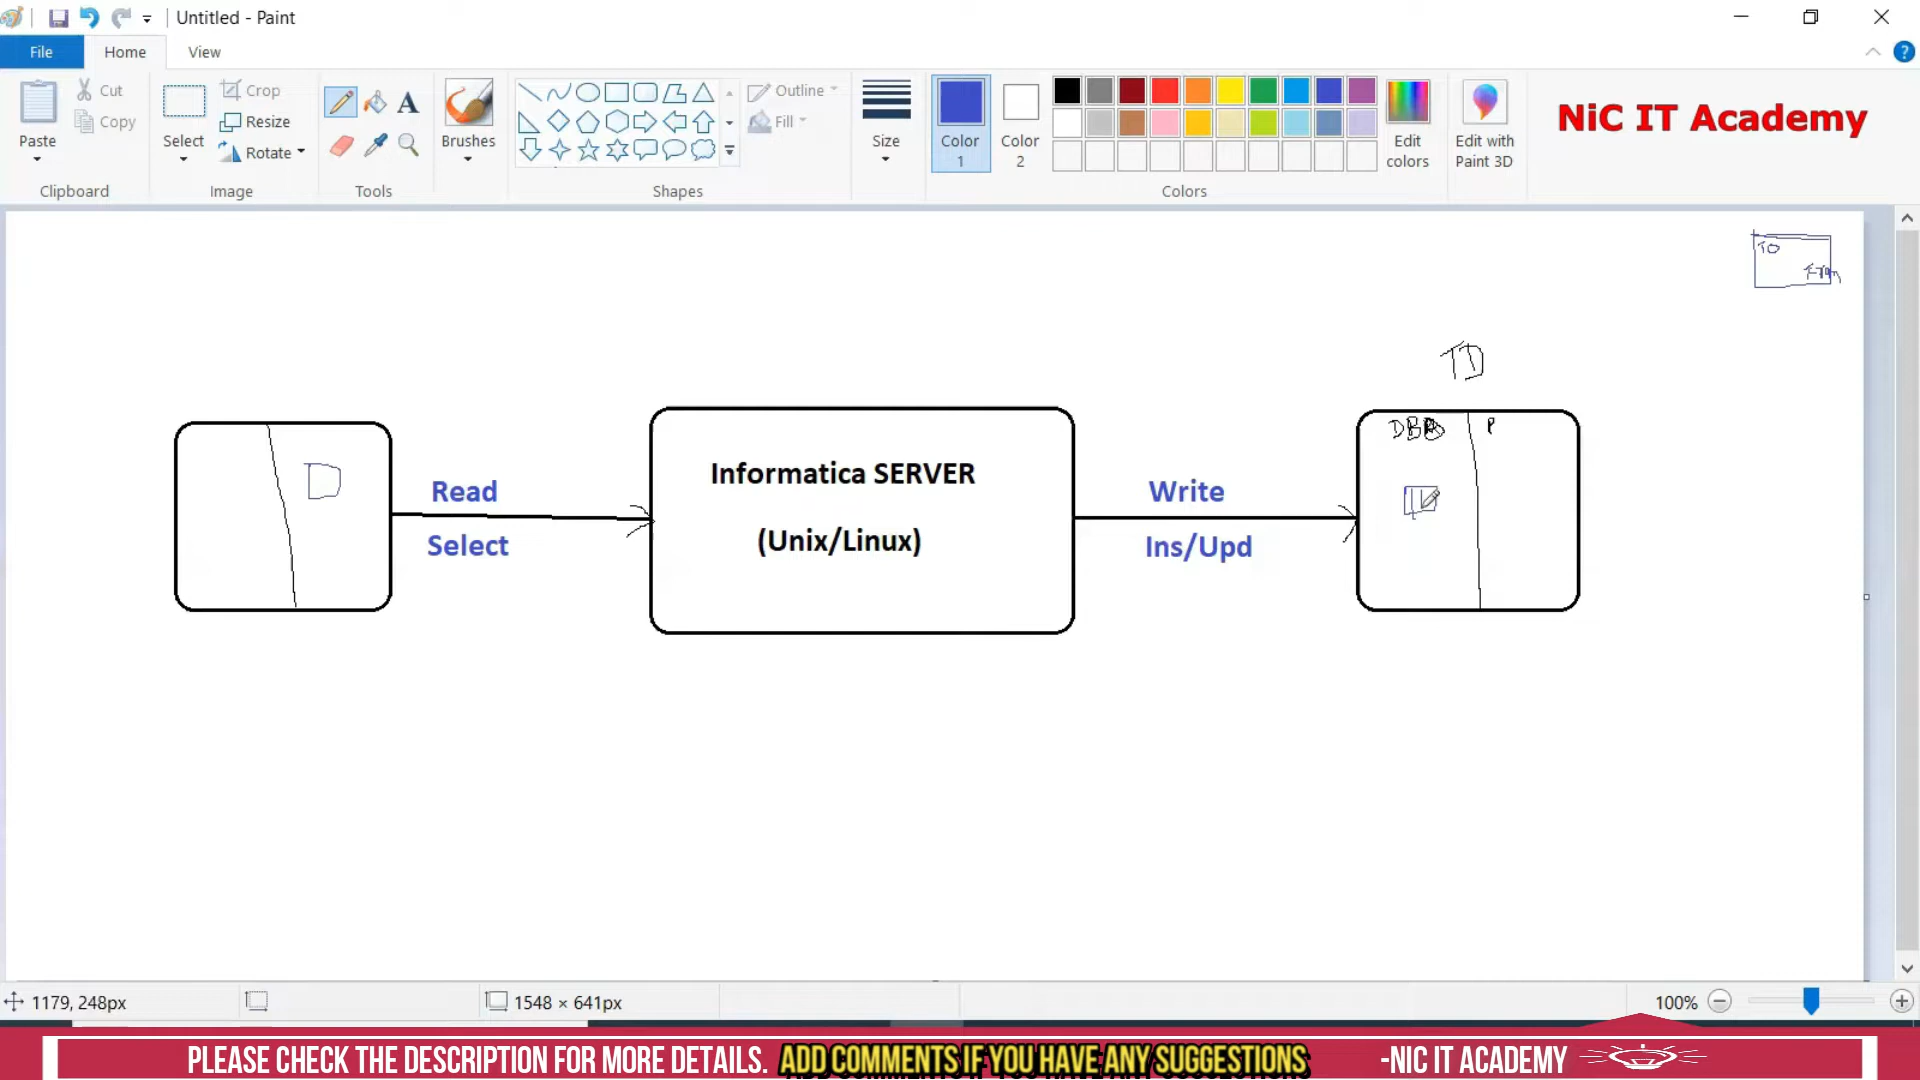 Untitled - Paint
File Home View
Paste
Cut
Copy
Clipboard
Select
Crop
Resize
Rotate
Image
Tools
Brushes
Shapes
Outline
Fill
Size
Color 1
Color 2
Colors
Edit colors
Edit with Paint 3D
NiC IT Academy
TO
From
TD
P
Read
Select
Informatica SERVER
(Unix/Linux)
Write
Ins/Upd
1179, 248px
1548 × 641px
100%
PLEASE CHECK THE DESCRIPTION FOR MORE DETAILS. ADD COMMENTS IF YOU HAVE ANY SUGGESTIONS -NIC IT ACADEMY